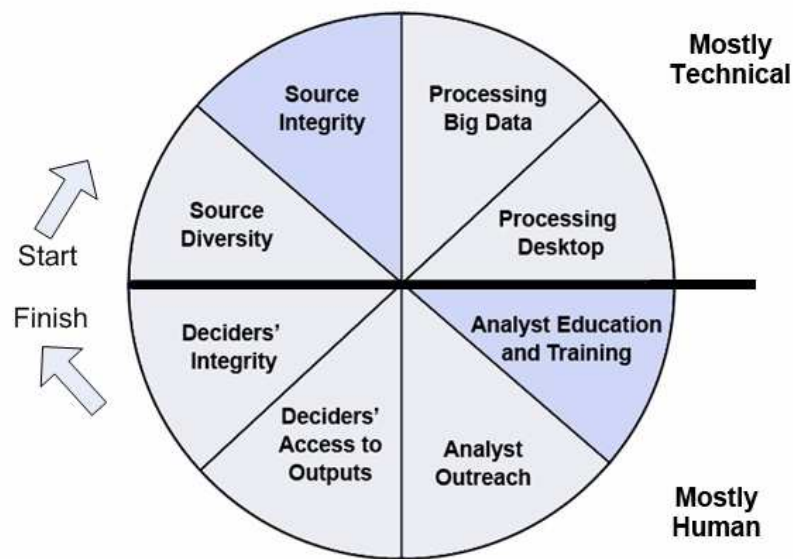 Mostly
Technical
Source
Integrity
Processing
Big Data
Source
Diversity
Processing
Desktop
Start
Finish
Deciders'
Integrity
Analyst Education
and Training
Deciders'
Access to
Outputs
Analyst
Outreach
Mostly
Human